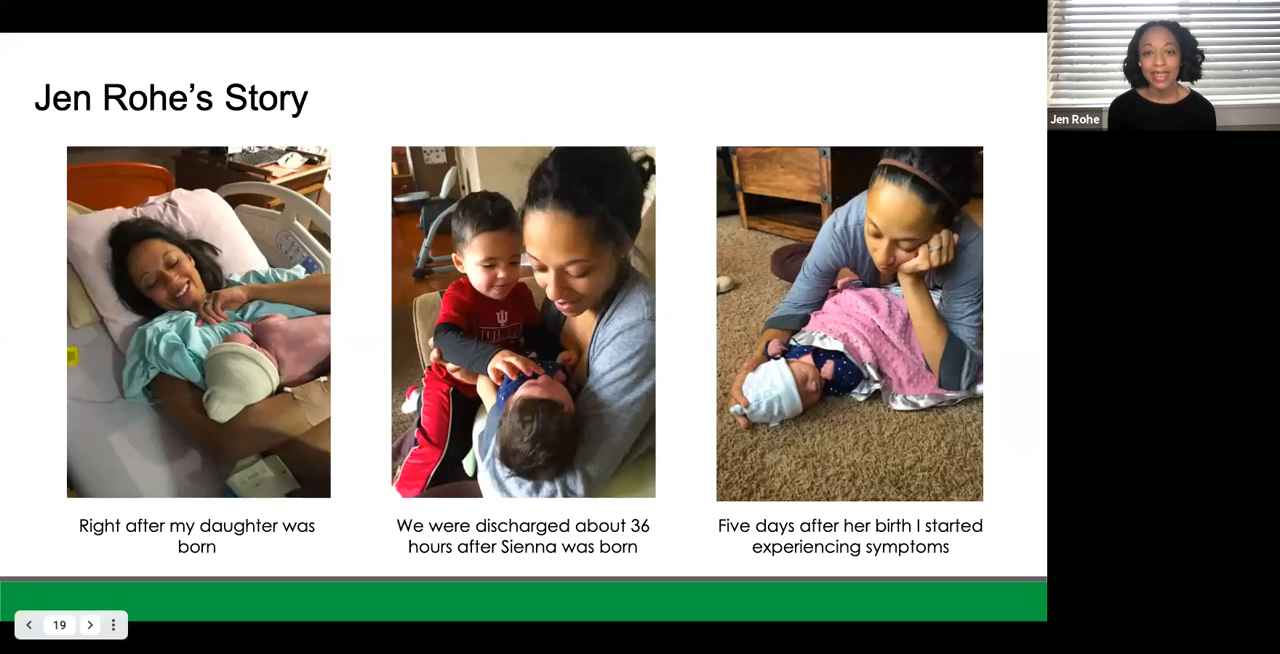 Jen Rohe’s Story
Jen Rohe
Right after my daughter was
born
We were discharged about 36
hours after Sienna was born
Five days after her birth I started
experiencing symptoms
19